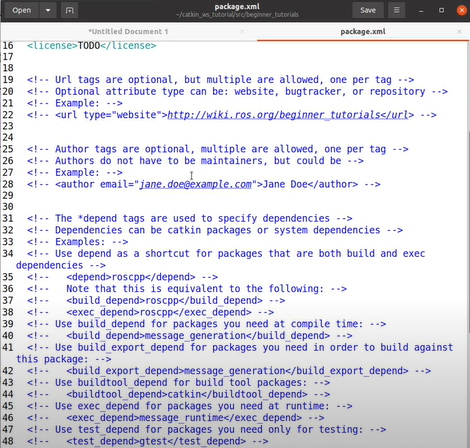 Open
package.xml
~/catkin_ws_tutorial/src/beginner_tutorials
Save
*Untitled Document 1
package.xml
16 <license>TODO</license>
17
18
19 <!-- Url tags are optional, but multiple are allowed, one per tag -->
20 <!-- Optional attribute type can be: website, bugtracker, or repository -->
21 <!-- Example: -->
22 <!-- <url type="website">http://wiki.ros.org/beginner_tutorials</url> -->
23
24
25 <!-- Author tags are optional, multiple are allowed, one per tag -->
26 <!-- Authors do not have to be maintainers, but could be -->
27 <!-- Example: -->
28 <!-- <author email="jane.doe@example.com">Jane Doe</author> -->
29
30
31 <!-- The *depend tags are used to specify dependencies -->
32 <!-- Dependencies can be catkin packages or system dependencies -->
33 <!-- Examples: -->
34 <!-- Use depend as a shortcut for packages that are both build and exec
dependencies -->
35 <!--   <depend>roscpp</depend> -->
36 <!--   Note that this is equivalent to the following: -->
37 <!--   <build_depend>roscpp</build_depend> -->
38 <!--   <exec_depend>roscpp</exec_depend> -->
39 <!-- Use build_depend for packages you need at compile time: -->
40 <!--   <build_depend>message_generation</build_depend> -->
41 <!-- Use build_export_depend for packages you need in order to build against
this package: -->
42 <!--   <build_export_depend>message_generation</build_export_depend> -->
43 <!-- Use buildtool_depend for build tool packages: -->
44 <!--   <buildtool_depend>catkin</buildtool_depend> -->
45 <!-- Use exec_depend for packages you need at runtime: -->
46 <!--   <exec_depend>message_runtime</exec_depend> -->
47 <!-- Use test_depend for packages you need only for testing: -->
48 <!--   <test_depend>gtest</test_depend> -->